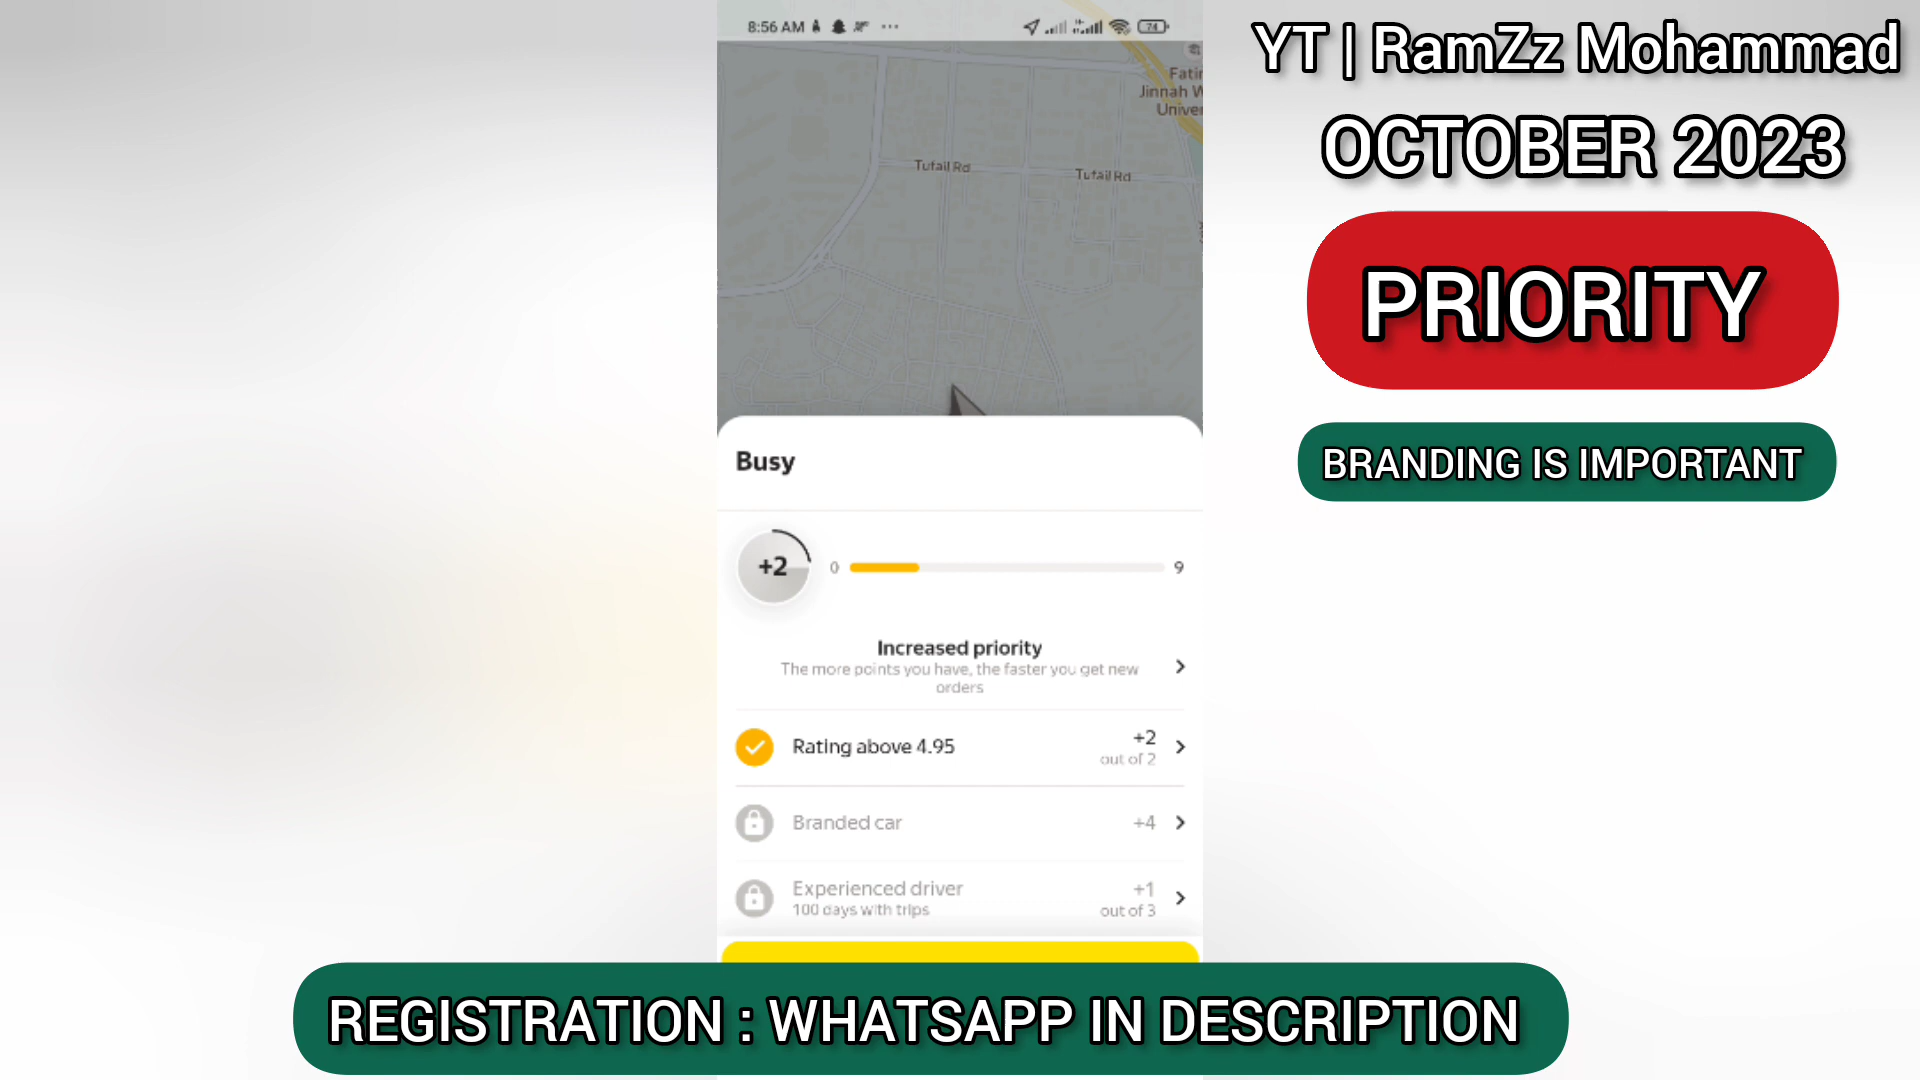 8:56 AM
74
YT | RamZz Mohammad
OCTOBER 2023
PRIORITY
BRANDING IS IMPORTANT
Jinnah W
Tufail Rd
Tufail Rd
Busy
+2
0
9
Increased priority
The more points you have, the faster you get new
orders
Rating above 4.95
+2
out of 2
Branded car
+4
Experienced driver
100 days with trips
+1
out of 3
REGISTRATION : WHATSAPP IN DESCRIPTION